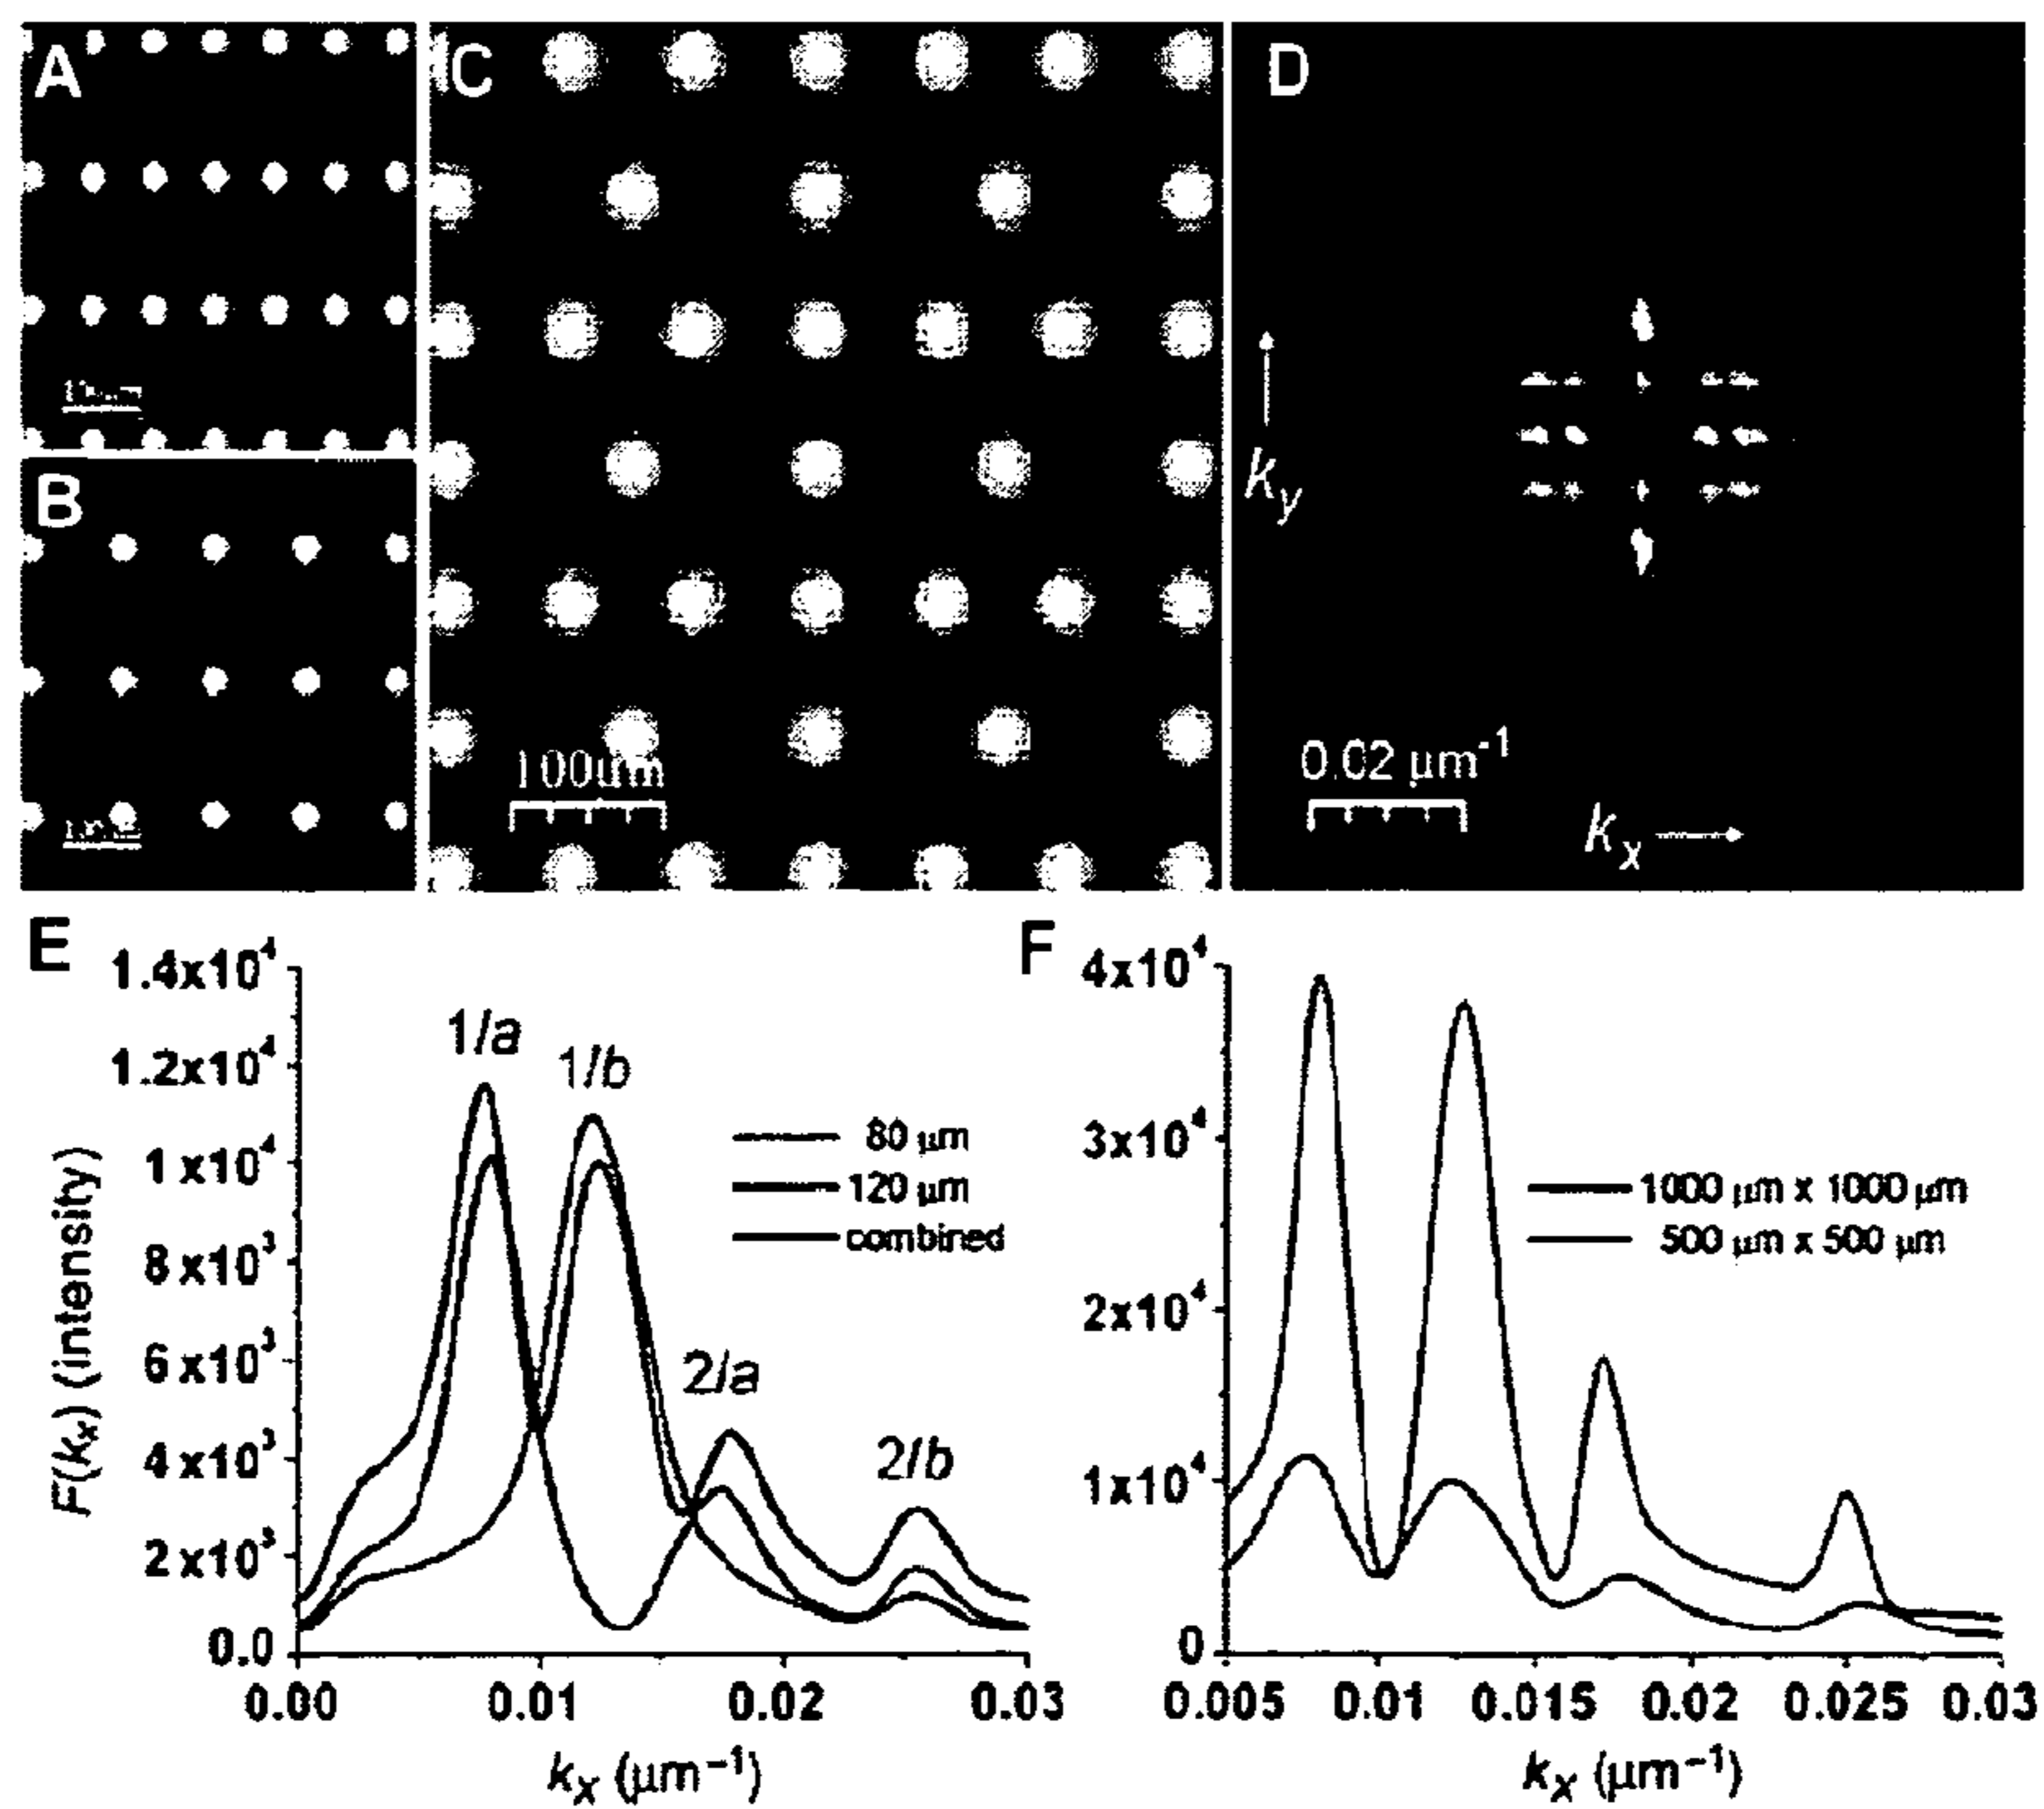 A
C
D
B
k_y
100µm
0.02 µm⁻¹
k_x
E
F
1.4x10⁴
1.2x10⁴
1x10⁴
8x10³
6x10³
4x10³
2x10³
0.0
F(kₓ) (intensity)
1/a
1/b
2/a
2/b
80 µm
120 µm
combined
0.00
0.01
0.02
0.03
kₓ (µm⁻¹)
4x10⁴
3x10⁴
2x10⁴
1x10⁴
0
1000 µm x 1000 µm
500 µm x 500 µm
0.005
0.01
0.015
0.02
0.025
0.03
kₓ (µm⁻¹)